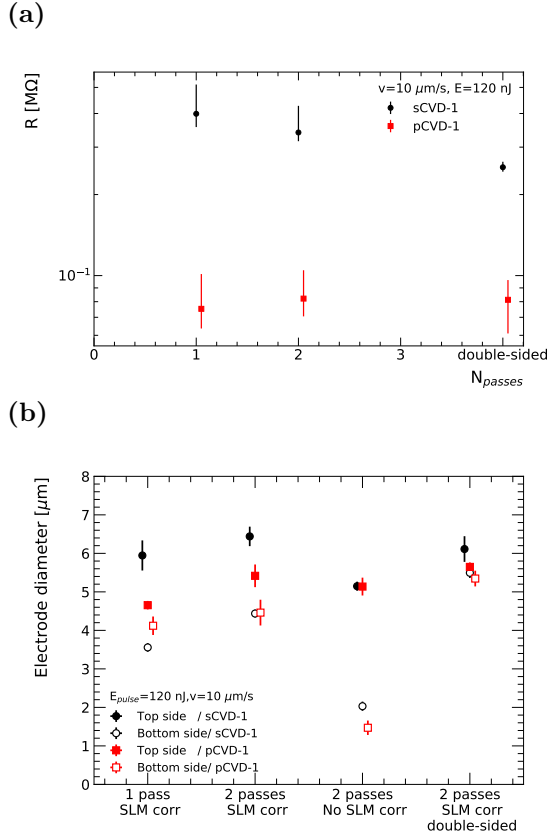 (a)
R [MΩ]
v=10 μm/s, E=120 nJ
sCVD-1
pCVD-1
10⁻¹
0 1 2 3 double-sided
N_passes
(b)
Electrode diameter [μm]
8
7
6
5
4
3
2
1
0
E_pulse=120 nJ,v=10 μm/s
Top side / sCVD-1
Bottom side/ sCVD-1
Top side / pCVD-1
Bottom side/ pCVD-1
1 pass 2 passes 2 passes 2 passes
SLM corr SLM corr No SLM corr SLM corr
double-sided